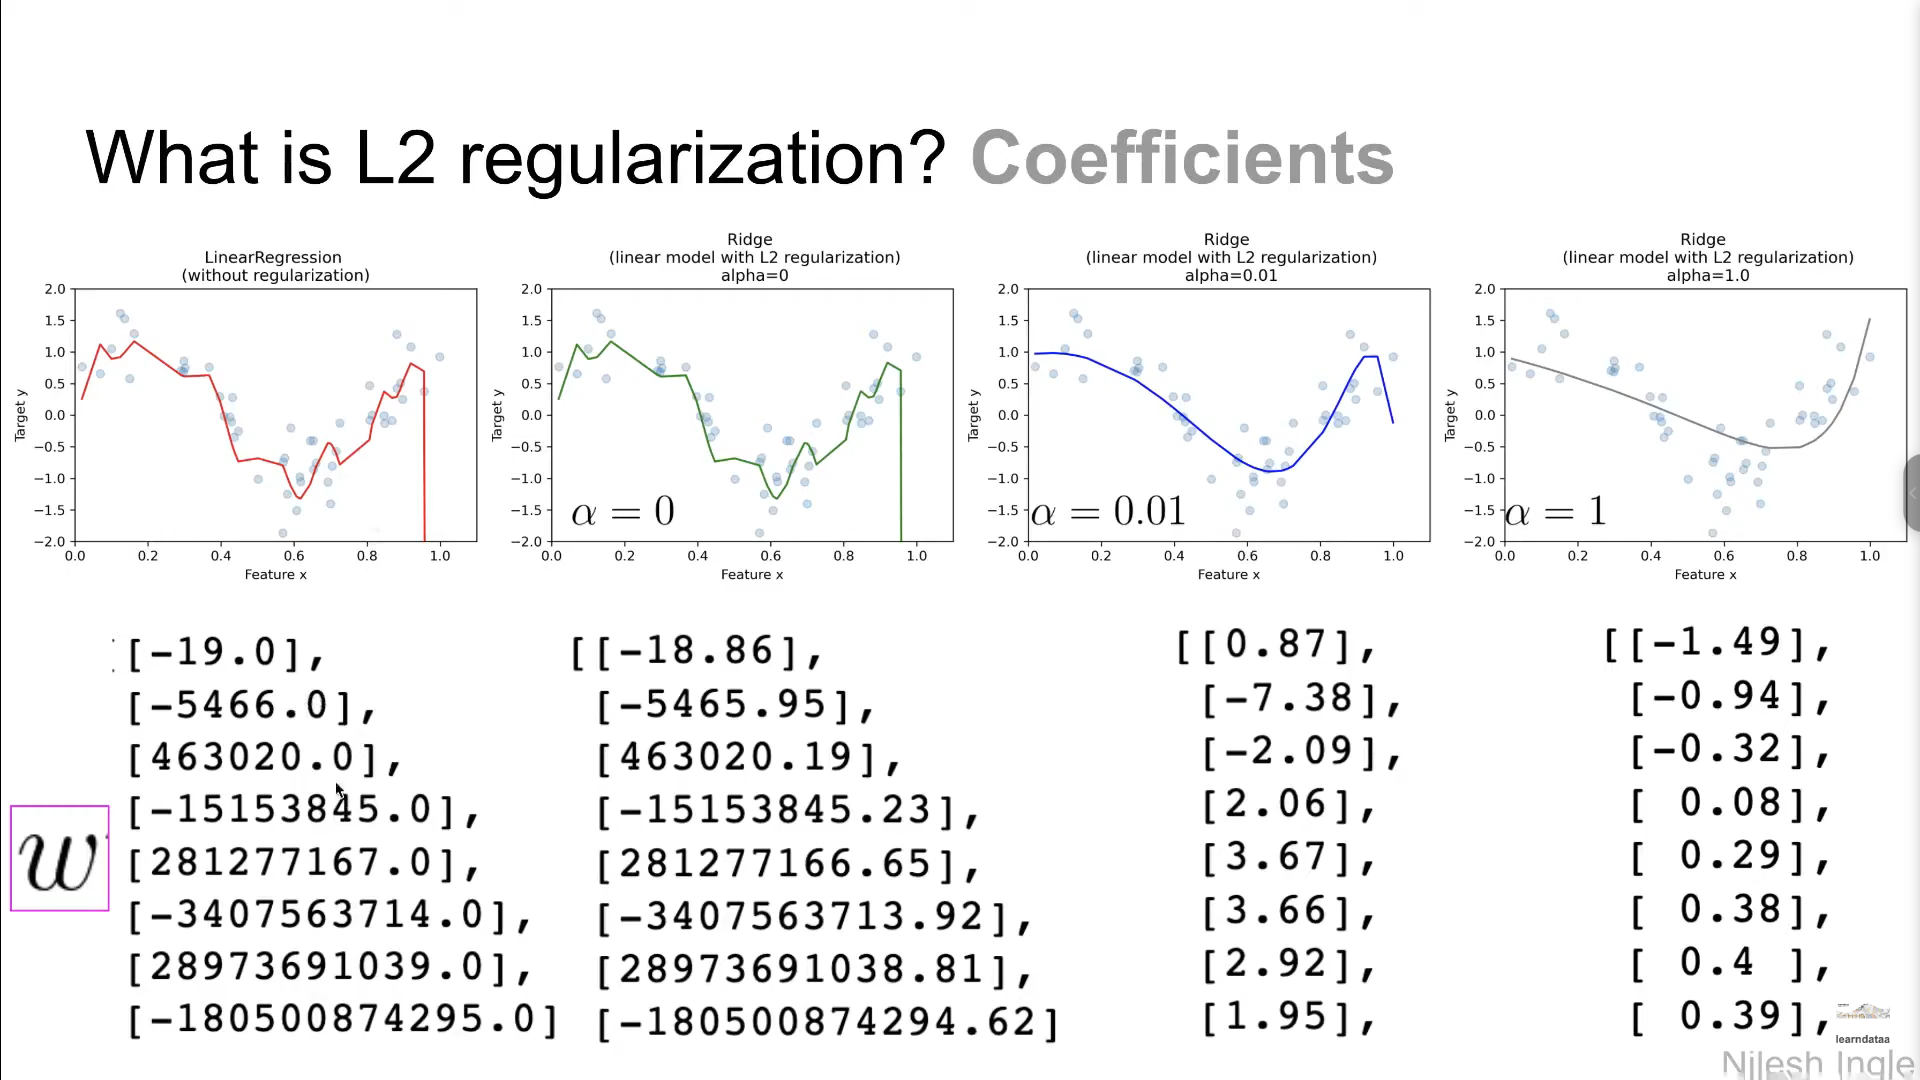 What is L2 regularization? Coefficients
LinearRegression
(without regularization)
2.0
1.5
1.0
0.5
0.0
−0.5
−1.0
−1.5
−2.0
0.0 0.2 0.4 0.6 0.8 1.0
Target y
Feature x
Ridge
(linear model with L2 regularization)
alpha=0
2.0
1.5
1.0
0.5
0.0
−0.5
−1.0
−1.5
−2.0
0.0 0.2 0.4 0.6 0.8 1.0
Target y
Feature x
α = 0
Ridge
(linear model with L2 regularization)
alpha=0.01
2.0
1.5
1.0
0.5
0.0
−0.5
−1.0
−1.5
−2.0
0.0 0.2 0.4 0.6 0.8 1.0
Target y
Feature x
α = 0.01
Ridge
(linear model with L2 regularization)
alpha=1.0
2.0
1.5
1.0
0.5
0.0
−0.5
−1.0
−1.5
−2.0
0.0 0.2 0.4 0.6 0.8 1.0
Target y
Feature x
α = 1
w
[-19.0],
[-5466.0],
[463020.0],
[-15153845.0],
[281277167.0],
[-3407563714.0],
[28973691039.0],
[-180500874295.0]
[[-18.86],
[-5465.95],
[463020.19],
[-15153845.23],
[281277166.65],
[-3407563713.92],
[28973691038.81],
[-180500874294.62]
[[0.87],
[-7.38],
[-2.09],
[2.06],
[3.67],
[3.66],
[2.92],
[1.95],
[[-1.49],
[-0.94],
[-0.32],
[ 0.08],
[ 0.29],
[ 0.38],
[ 0.4 ],
[ 0.39],
learndataa
Nilesh Ingle